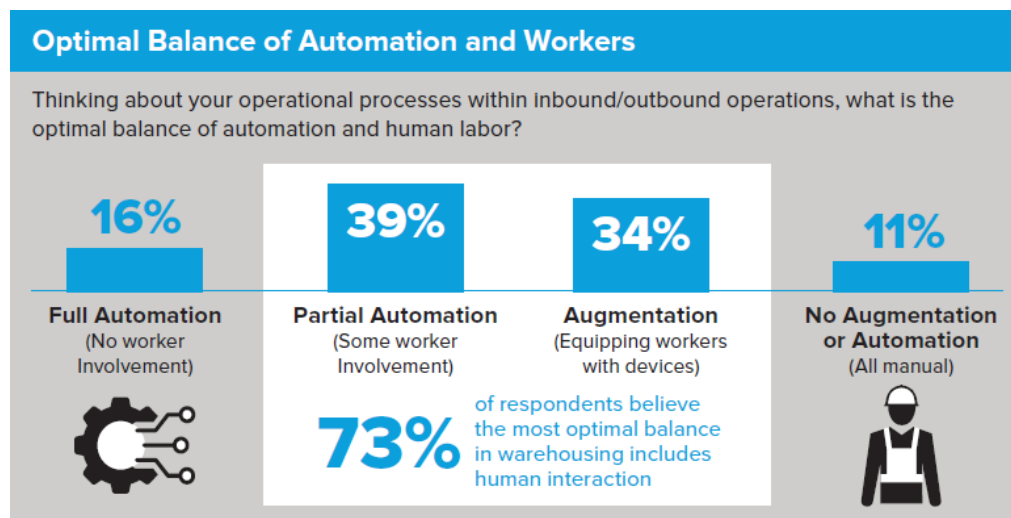 Optimal Balance of Automation and Workers
Thinking about your operational processes within inbound/outbound operations, what is the
optimal balance of automation and human labor?
16%
Full Automation
(No worker
Involvement)
39%
Partial Automation
(Some worker
Involvement)
34%
Augmentation
(Equipping workers
with devices)
11%
No Augmentation
or Automation
(All manual)
73%
of respondents believe
the most optimal balance
in warehousing includes
human interaction